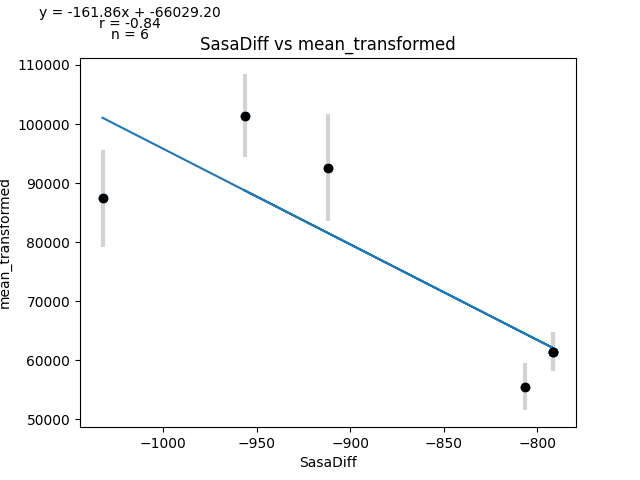 y = -161.86x + -66029.20
r = -0.84
n = 6
SasaDiff vs mean_transformed
110000
100000
90000
80000
70000
60000
50000
mean_transformed
−1000
−950
−900
−850
−800
SasaDiff